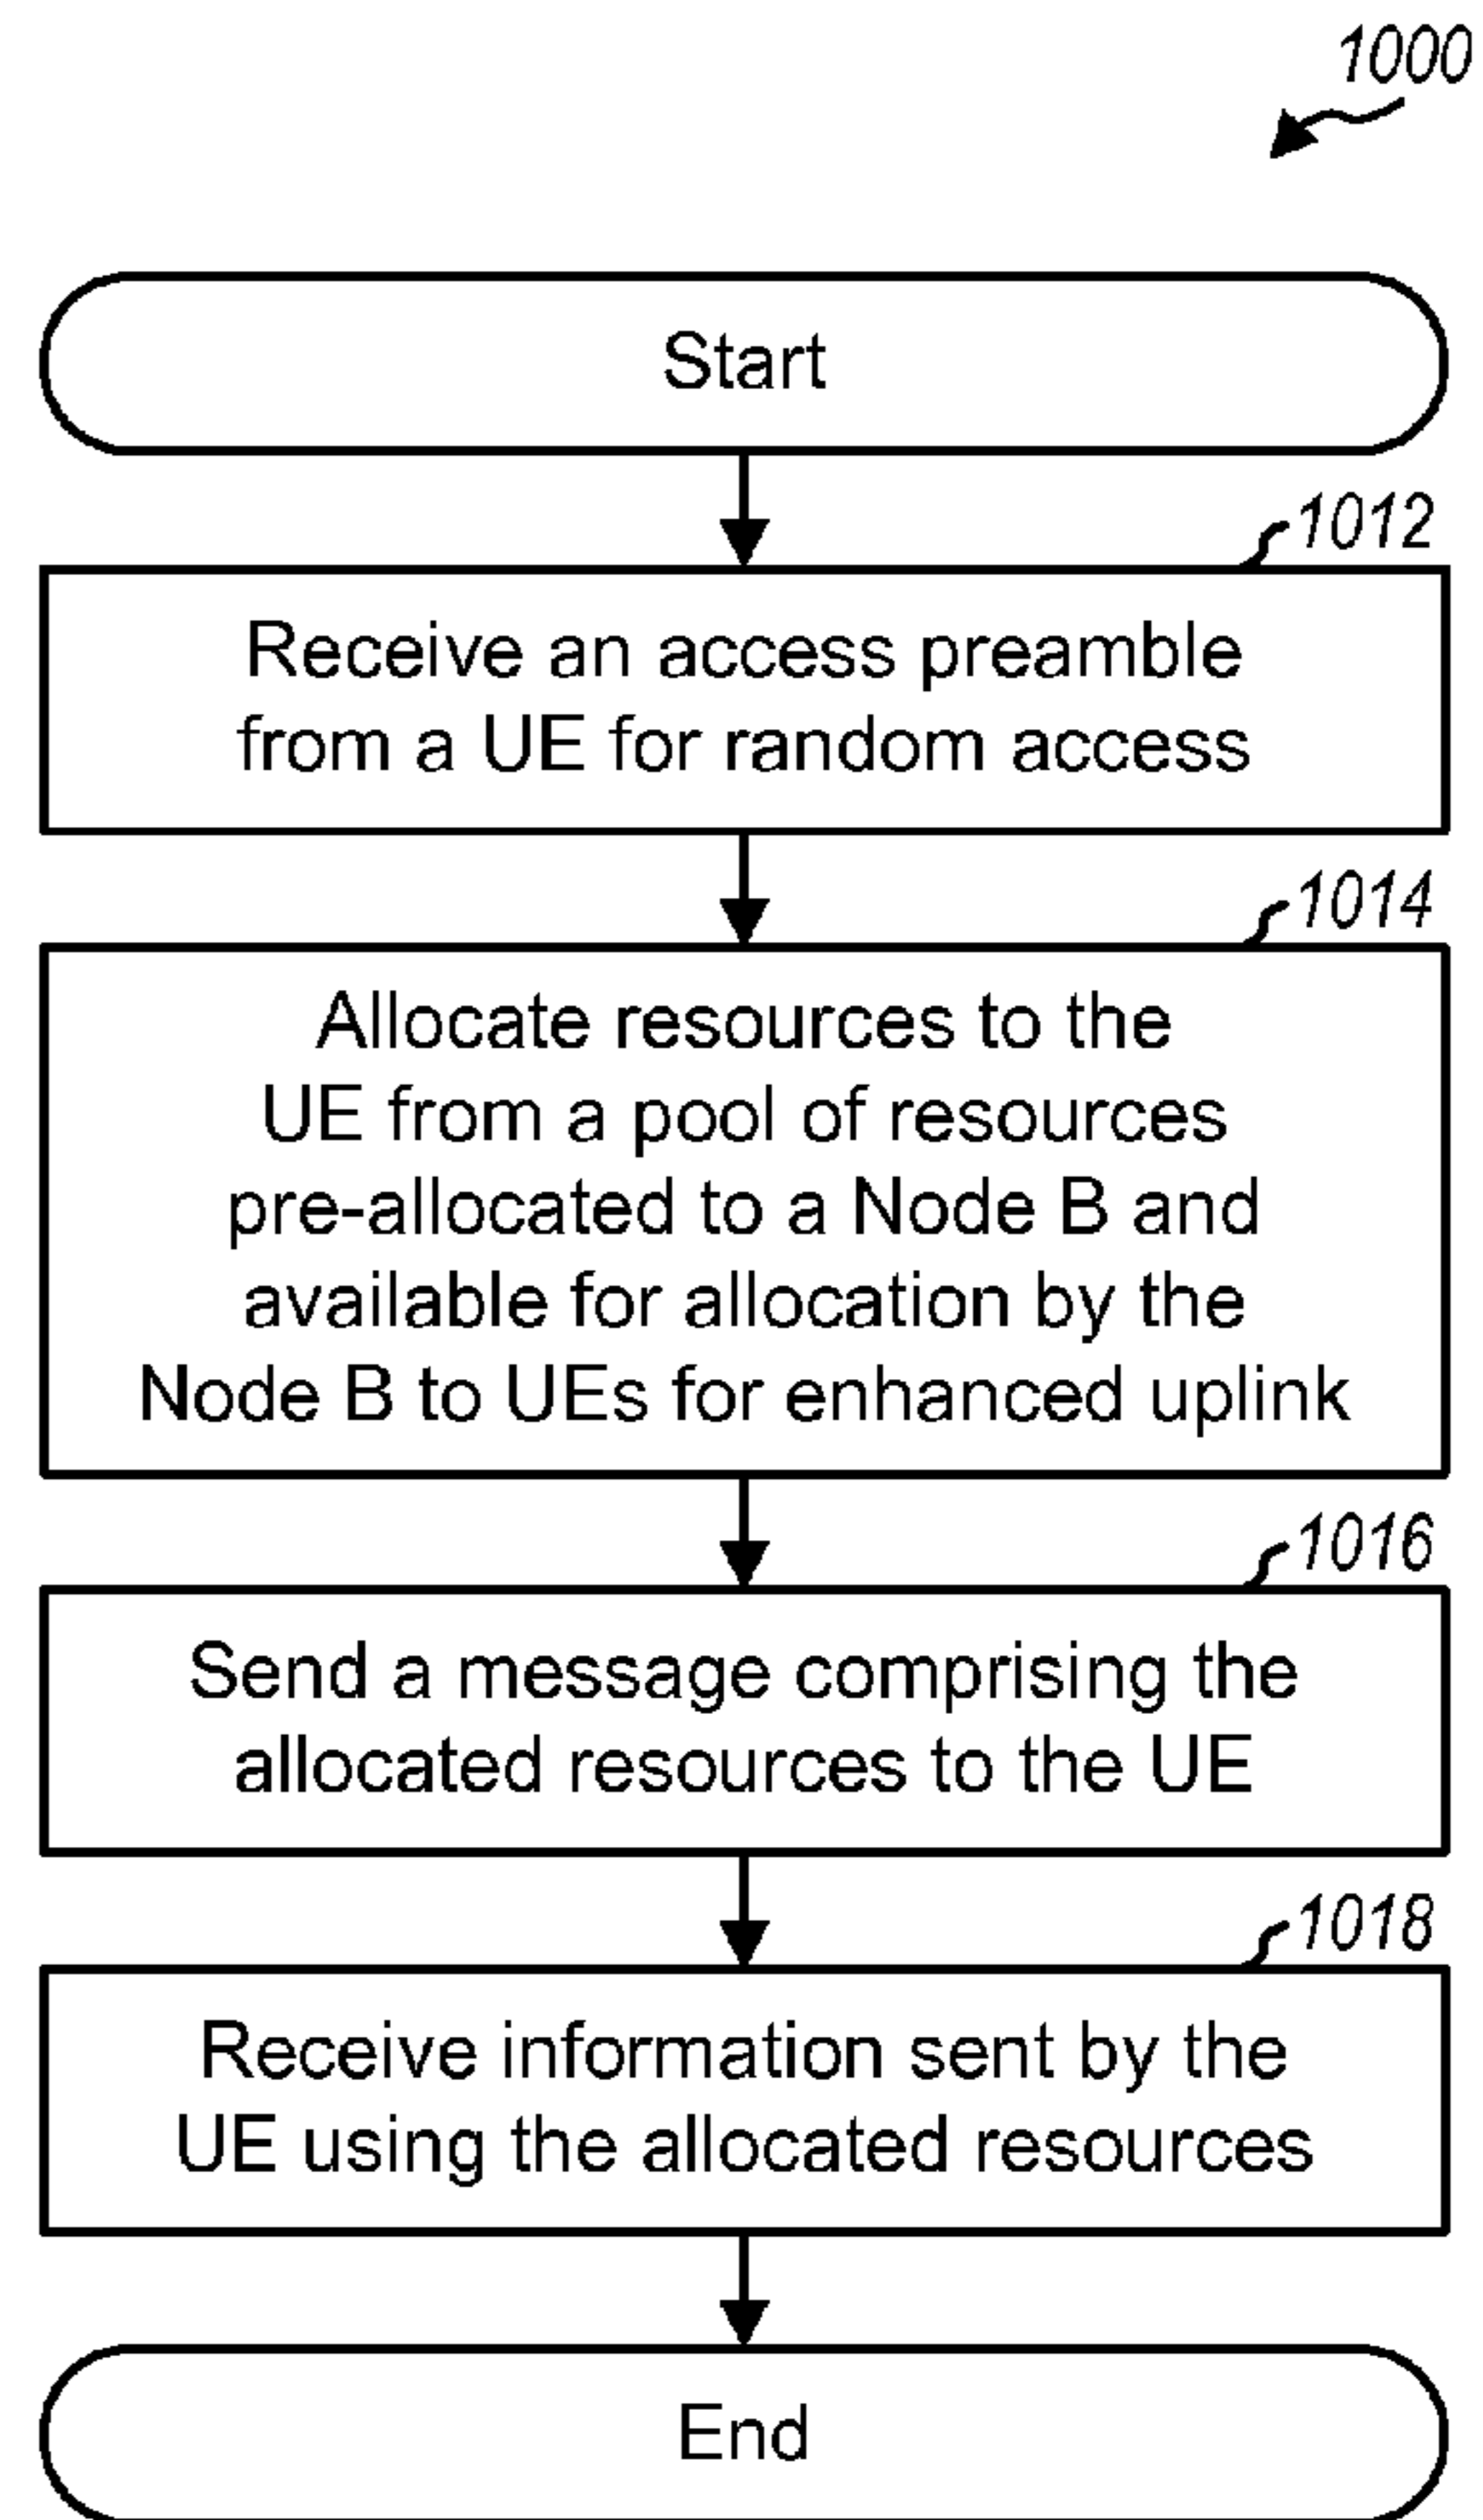 1000
Start
1012
Receive an access preamble
from a UE for random access
1014
Allocate resources to the
UE from a pool of resources
pre-allocated to a Node B and
available for allocation by the
Node B to UEs for enhanced uplink
1016
Send a message comprising the
allocated resources to the UE
1018
Receive information sent by the
UE using the allocated resources
End